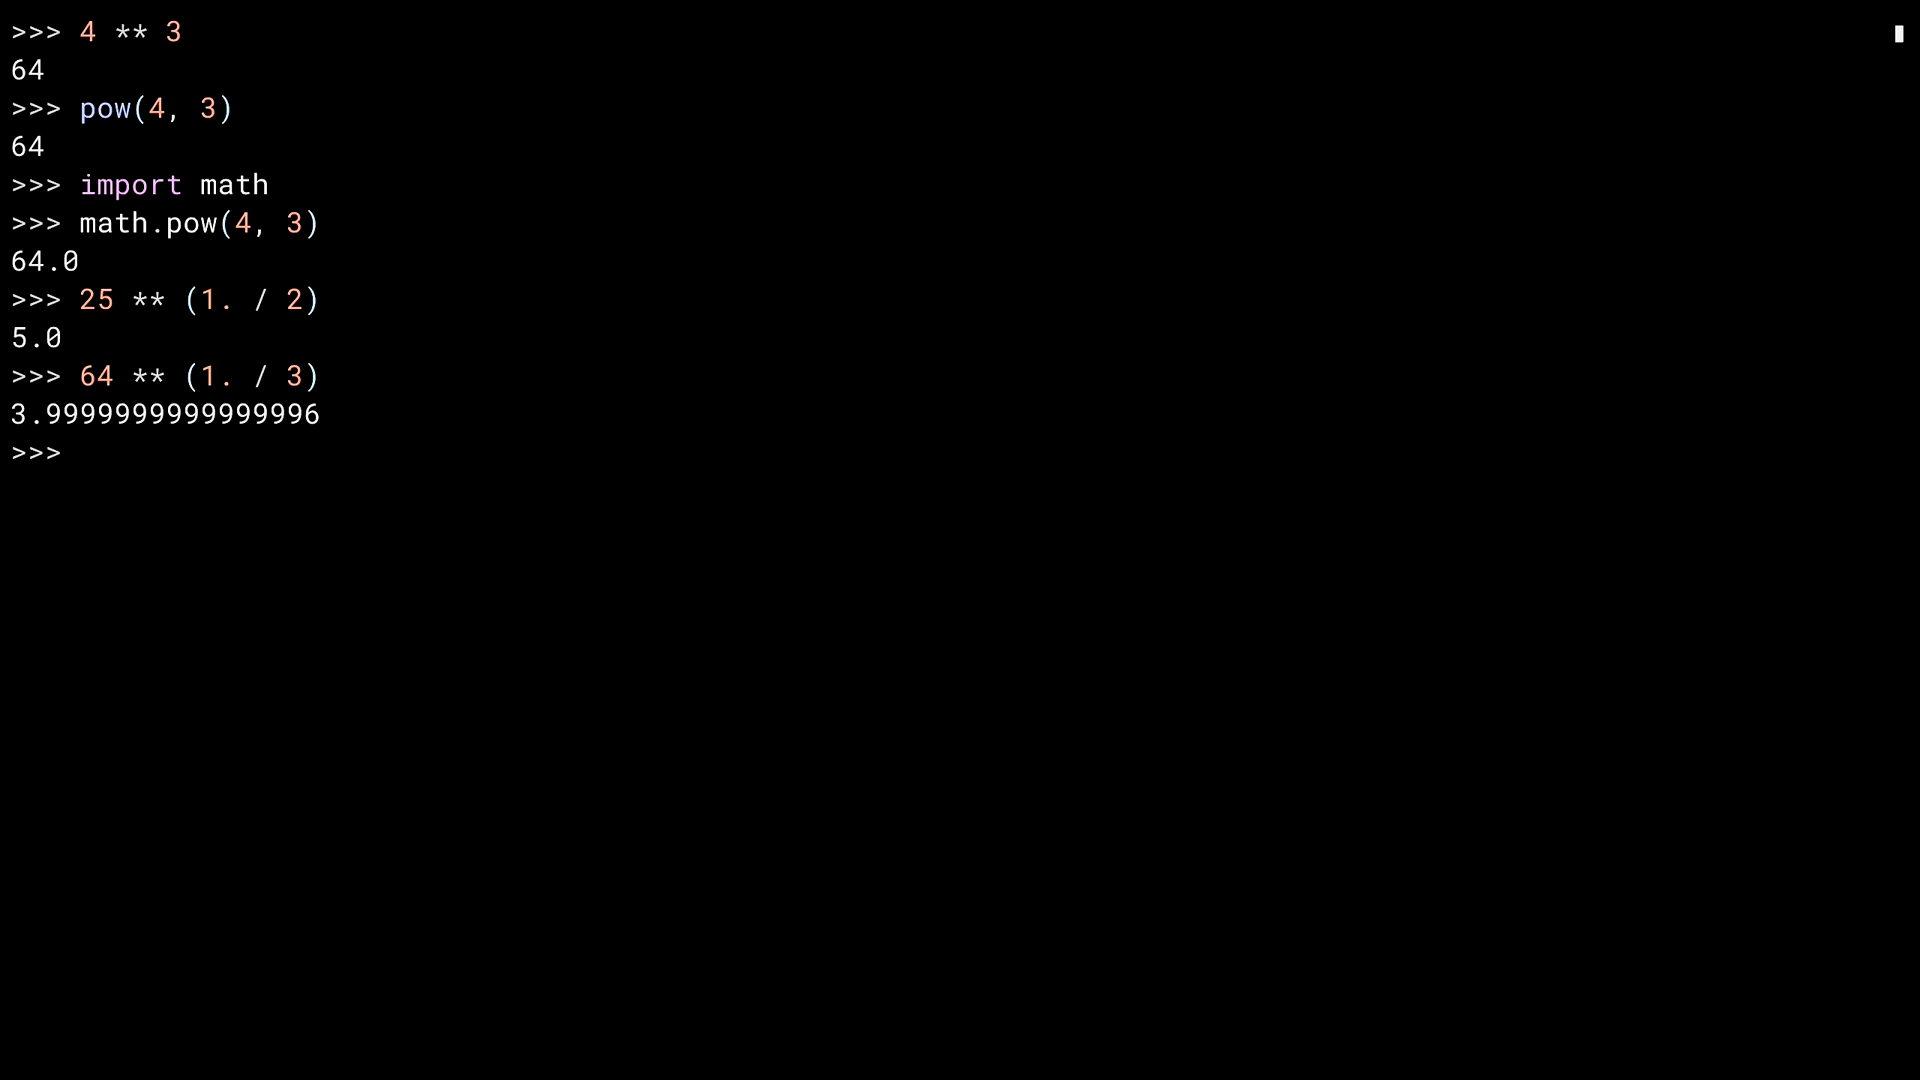 >>> 4 ** 3
64
>>> pow(4, 3)
64
>>> import math
>>> math.pow(4, 3)
64.0
>>> 25 ** (1. / 2)
5.0
>>> 64 ** (1. / 3)
3.9999999999999996
>>>